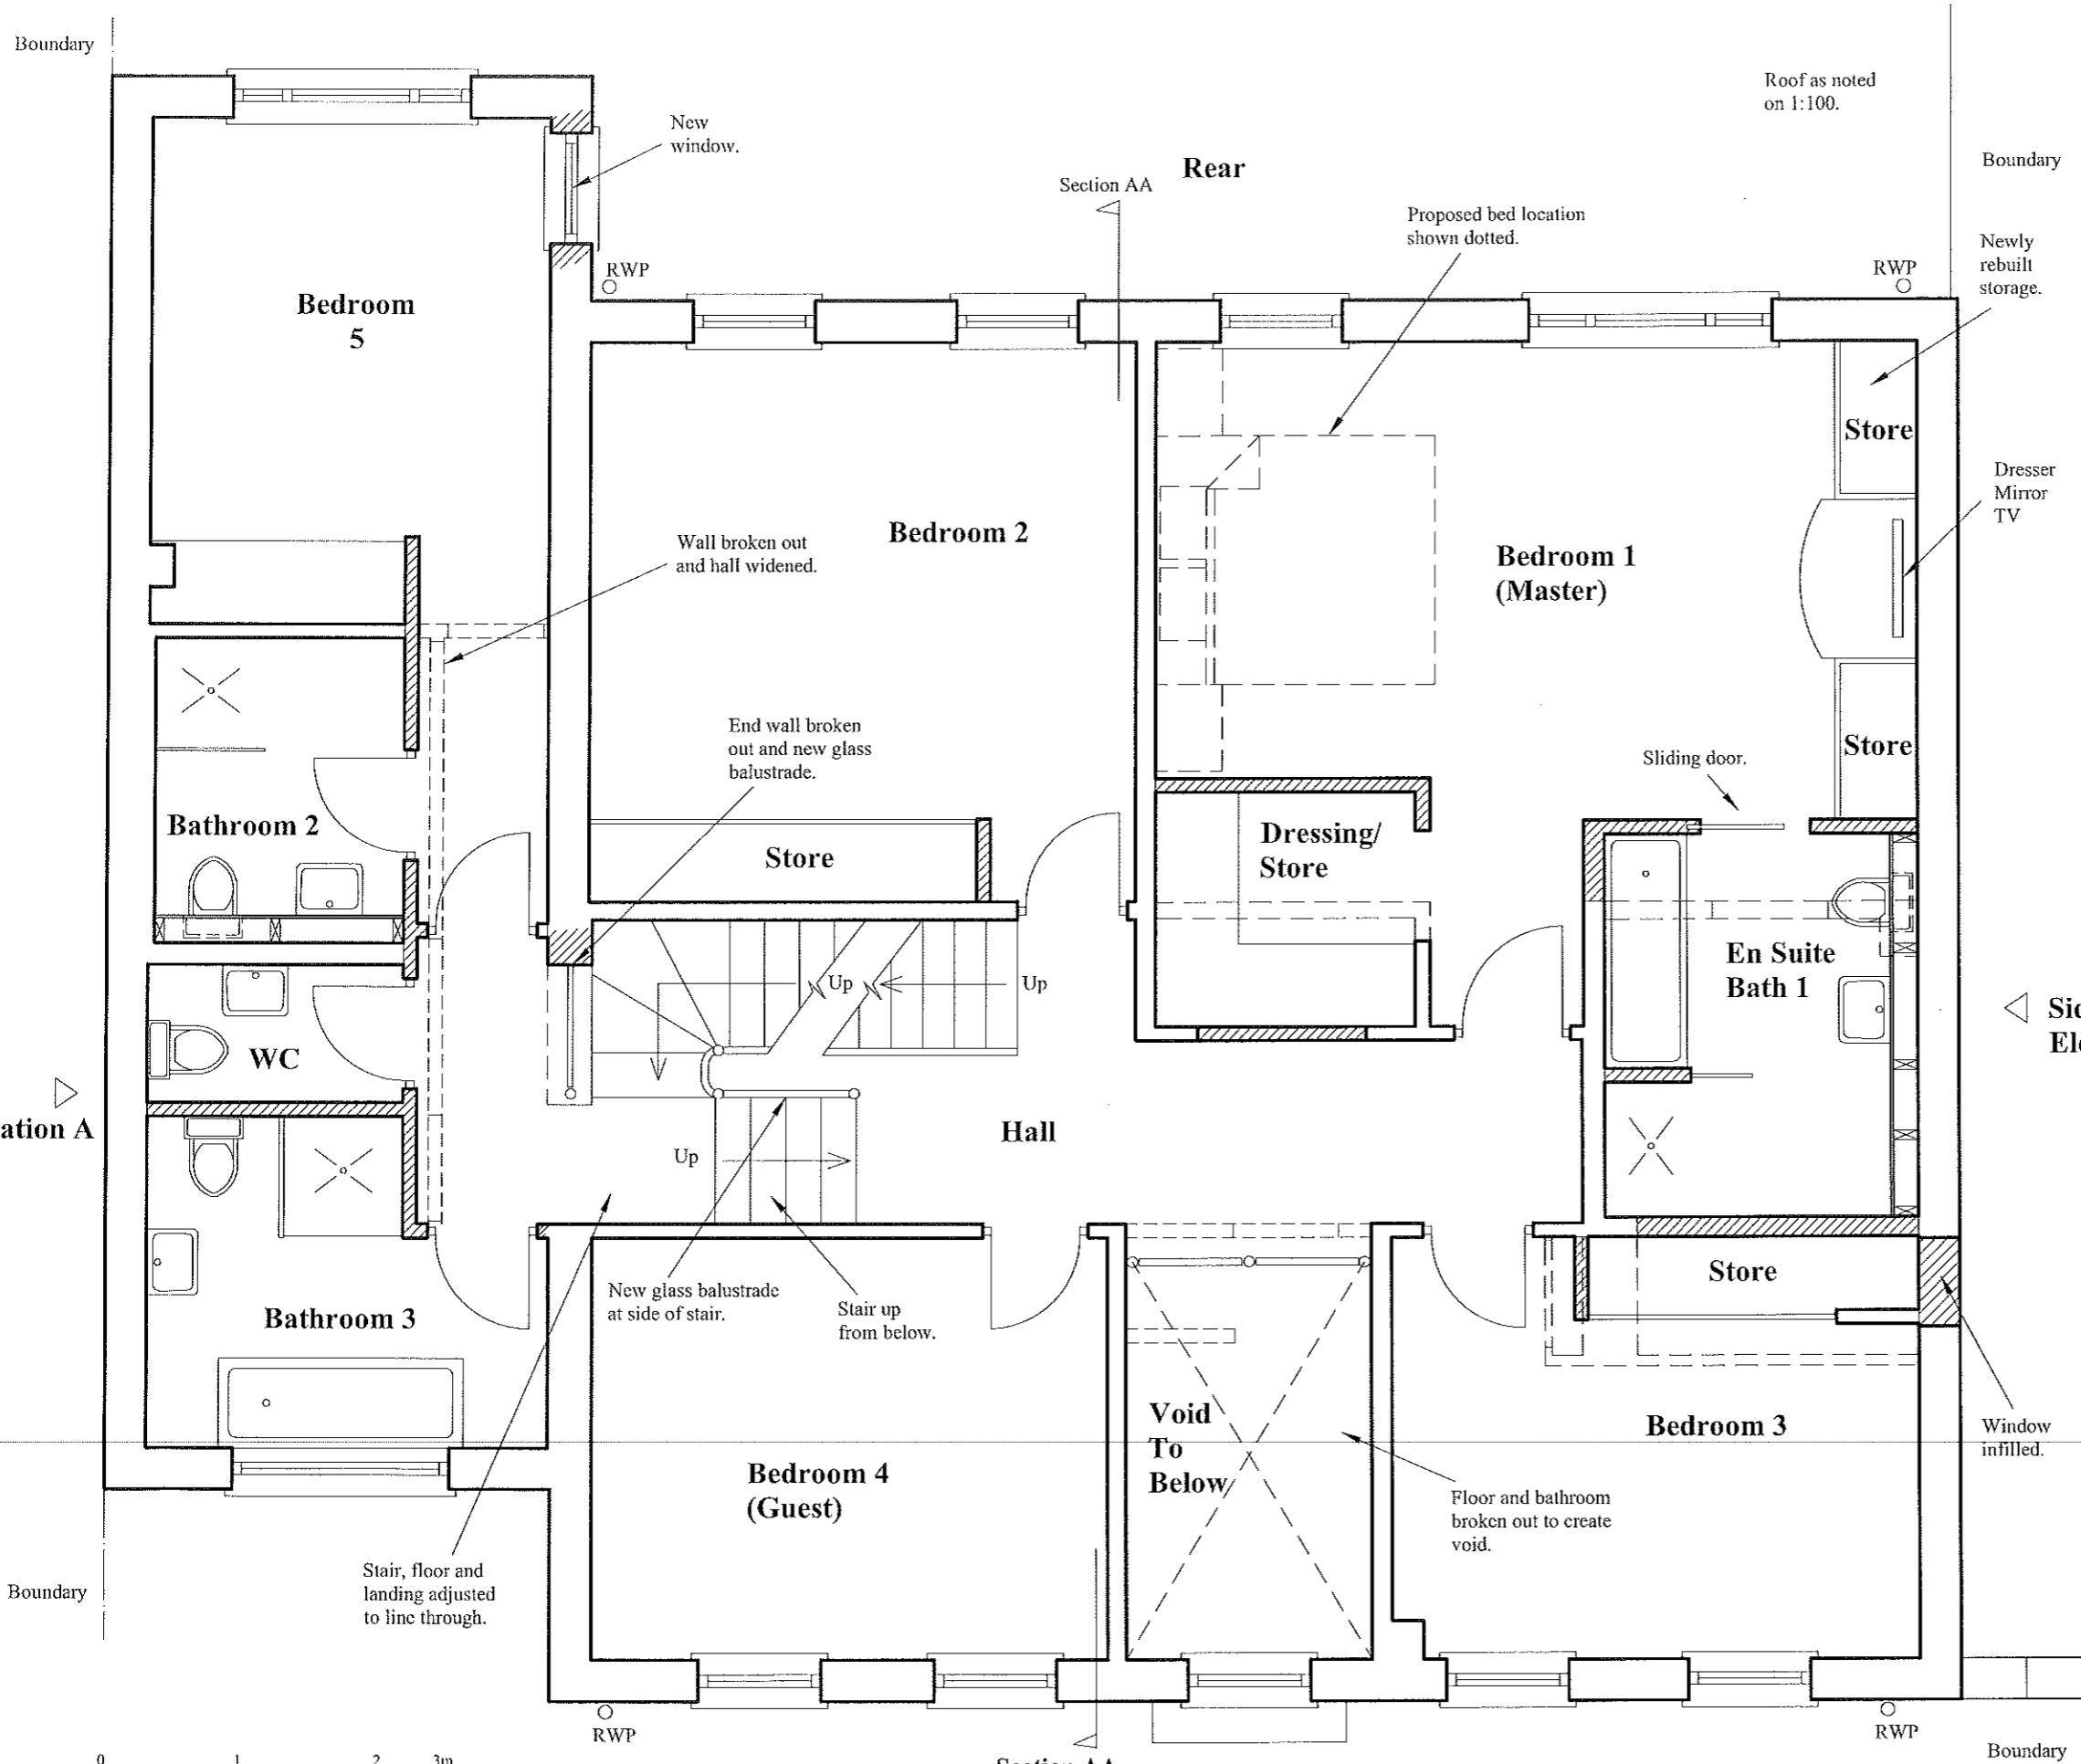 Boundary
Roof as noted
on 1:100.
New
window.
Rear
Boundary
Section AA
Proposed bed location
shown dotted.
Newly
rebuilt
storage.
RWP
RWP
Bedroom
5
Store
Dresser
Mirror
TV
Bedroom 2
Wall broken out
and hall widened.
Bedroom 1
(Master)
End wall broken
out and new glass
balustrade.
Store
Sliding door.
Bathroom 2
Store
Dressing/
Store
En Suite
Bath 1
Up
Up
Sid
Ele
WC
ation A
Hall
Up
New glass balustrade
at side of stair.
Stair up
from below.
Store
Bathroom 3
Void
To
Below
Bedroom 3
Window
infilled.
Bedroom 4
(Guest)
Floor and bathroom
broken out to create
void.
Stair, floor and
landing adjusted
to line through.
Boundary
RWP
RWP
Boundary
0 1 2 3m
Section AA